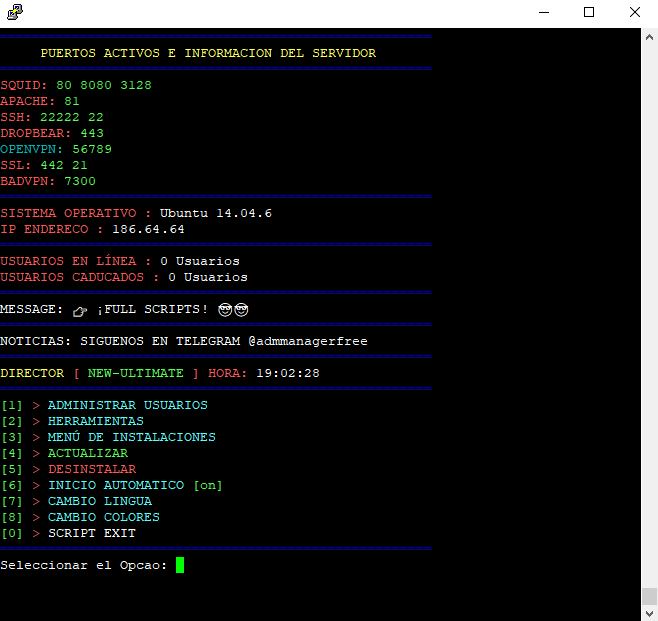 PUERTOS ACTIVOS E INFORMACION DEL SERVIDOR
SQUID: 80 8080 3128
APACHE: 81
SSH: 22222 22
DROPBEAR: 443
OPENVPN: 56789
SSL: 442 21
BADVPN: 7300
SISTEMA OPERATIVO : Ubuntu 14.04.6
IP ENDERECO : 186.64.64
USUARIOS EN LÍNEA : 0 Usuarios
USUARIOS CADUCADOS : 0 Usuarios
MESSAGE: 👉 ¡FULL SCRIPTS! 😎😎
NOTICIAS: SIGUENOS EN TELEGRAM @admmanagerfree
DIRECTOR [ NEW-ULTIMATE ] HORA: 19:02:28
[1] > ADMINISTRAR USUARIOS
[2] > HERRAMIENTAS
[3] > MENÚ DE INSTALACIONES
[4] > ACTUALIZAR
[5] > DESINSTALAR
[6] > INICIO AUTOMATICO [on]
[7] > CAMBIO LINGUA
[8] > CAMBIO COLORES
[0] > SCRIPT EXIT
Seleccionar el Opcao: